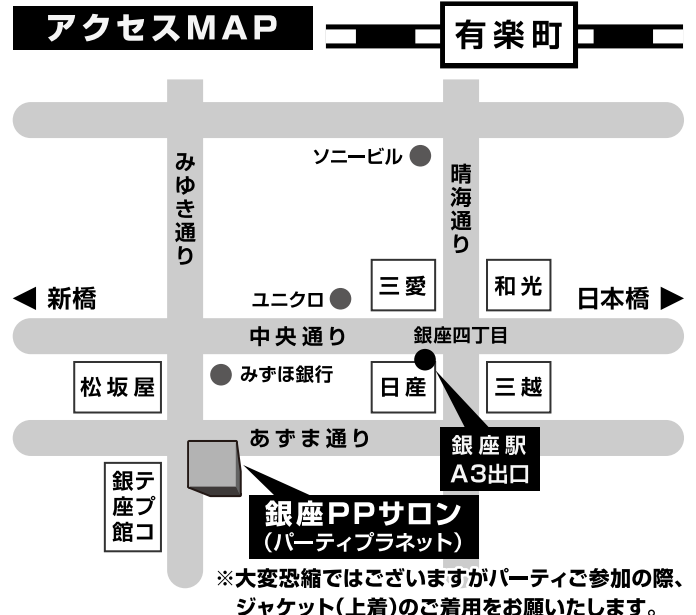 アクセスMAP
有楽町
みゆき通り
晴海通り
ソニービル
三愛
和光
新橋
ユニクロ
日本橋
中央通り
銀座四丁目
松坂屋
みずほ銀行
日産
三越
あずま通り
銀座駅
A3出口
テプコ
銀座館
銀座PPサロン
(パーティプラネット)
※大変恐縮ではございますがパーティご参加の際、
ジャケット(上着)のご着用をお願いたします。